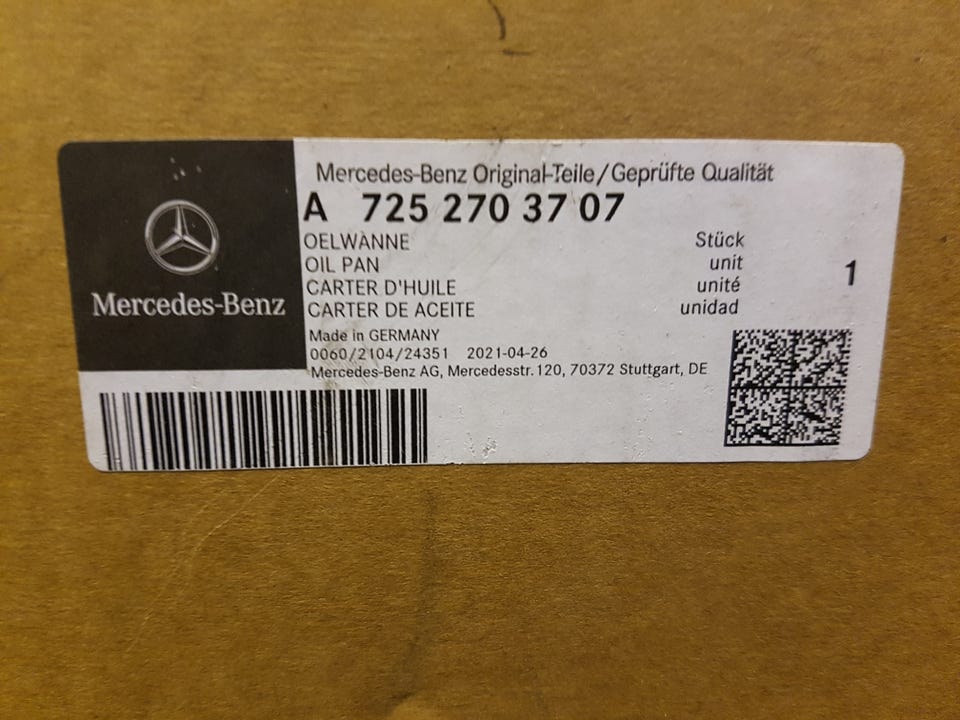 Mercedes-Benz Original-Teile/Geprüfte Qualität
A 725 270 37 07
OELWANNE Stück
OIL PAN unit
CARTER D'HUILE unité
CARTER DE ACEITE unidad
1
Mercedes-Benz
Made in GERMANY
0060/2104/24351 2021-04-26
Mercedes-Benz AG, Mercedesstr. 120, 70372 Stuttgart, DE